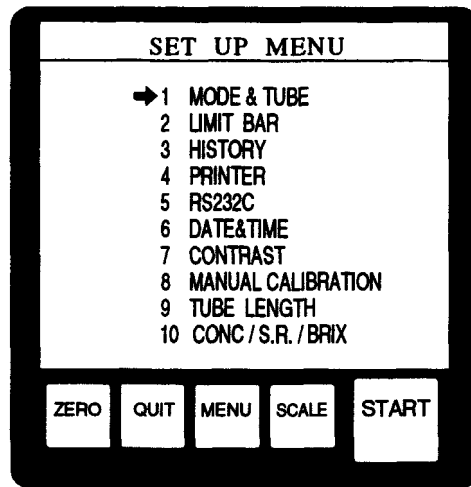 SET UP MENU
➔1 MODE & TUBE
2 LIMIT BAR
3 HISTORY
4 PRINTER
5 RS232C
6 DATE&TIME
7 CONTRAST
8 MANUAL CALIBRATION
9 TUBE LENGTH
10 CONC / S.R. / BRIX
ZERO QUIT MENU SCALE START